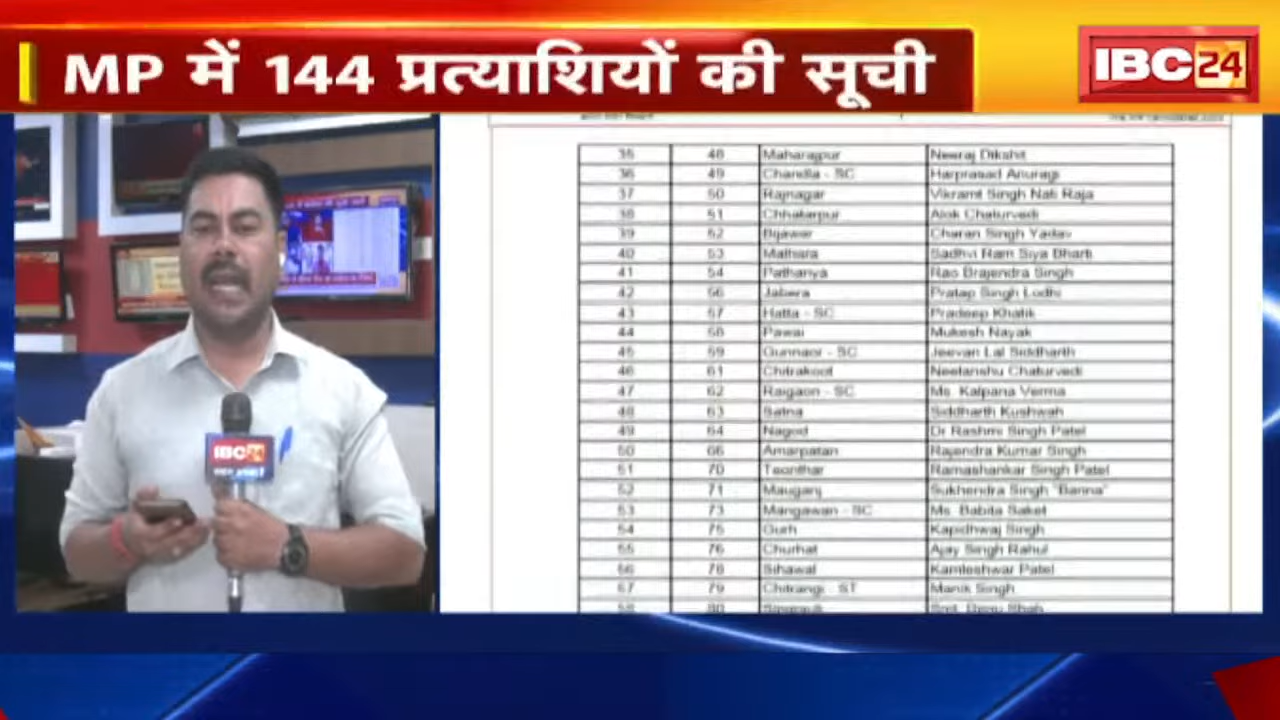 MP में 144 प्रत्याशियों की सूची
IBC24
IBC24
35 48 Maharajpur Neeraj Dikshit
36 49 Chandla - SC Harprasad Anuragi
37 50 Rajnagar Vikramt Singh Nati Raja
38 51 Chhatarpur Alok Chaturvedi
39 52 Bijawar Charan Singh Yadav
40 53 Malhara Sadhvi Ram Siya Bharti
41 54 Pathariya Rao Brajendra Singh
42 56 Jabera Pratap Singh Lodhi
43 57 Hatta - SC Pradeep Khatik
44 58 Pawai Mukesh Nayak
45 59 Gunnaor - SC Jeevan Lal Siddharth
46 61 Chitrakoot Neelanshu Chaturvedi
47 62 Raigaon - SC Ms. Kalpana Verma
48 63 Satna Siddharth Kushwah
49 64 Nagod Dr Rashmi Singh Patel
50 66 Amarpatan Rajendra Kumar Singh
51 70 Teonthar Ramashankar Singh Patel
52 71 Mauganj Sukhendra Singh "Banna"
53 73 Mangawan - SC Ms. Babita Saket
54 75 Gurh Kapidhwaj Singh
55 76 Churhat Ajay Singh Rahul
56 78 Sihawal Kamleshwar Patel
57 79 Chitrangi - ST Manik Singh
58 80